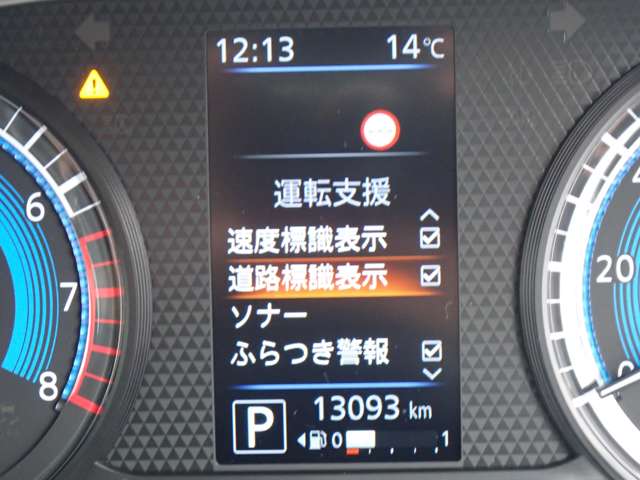 12:13 14℃
運転支援
速度標識表示
道路標識表示
ソナー
ふらつき警報
P 13093 km
0 1
6
7
8
20